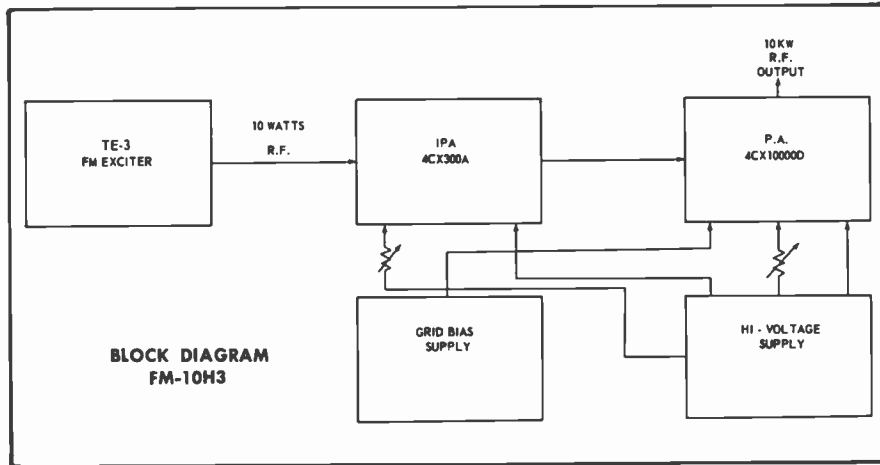 10 KW
R.F.
OUTPUT
TE-3
FM EXCITER
10 WATTS
R.F.
IPA
4CX300A
P.A.
4CX10000D
GRID BIAS
SUPPLY
HI - VOLTAGE
SUPPLY
BLOCK DIAGRAM
FM-10H3